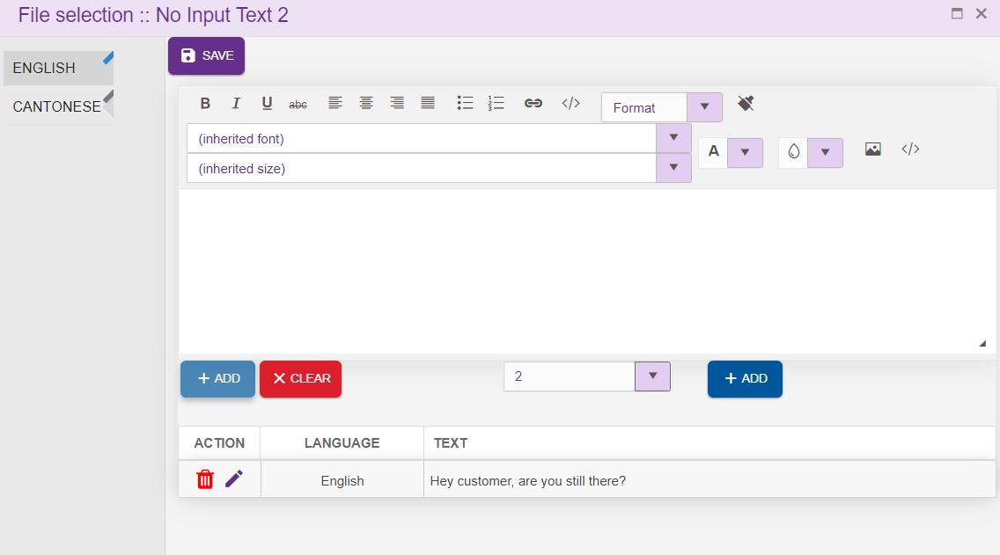 File selection :: No Input Text 2
ENGLISH
CANTONESE
SAVE
B I U abc </> Format
(inherited font)
(inherited size)
A </>
+ ADD × CLEAR 2 + ADD
ACTION LANGUAGE TEXT
English Hey customer, are you still there?